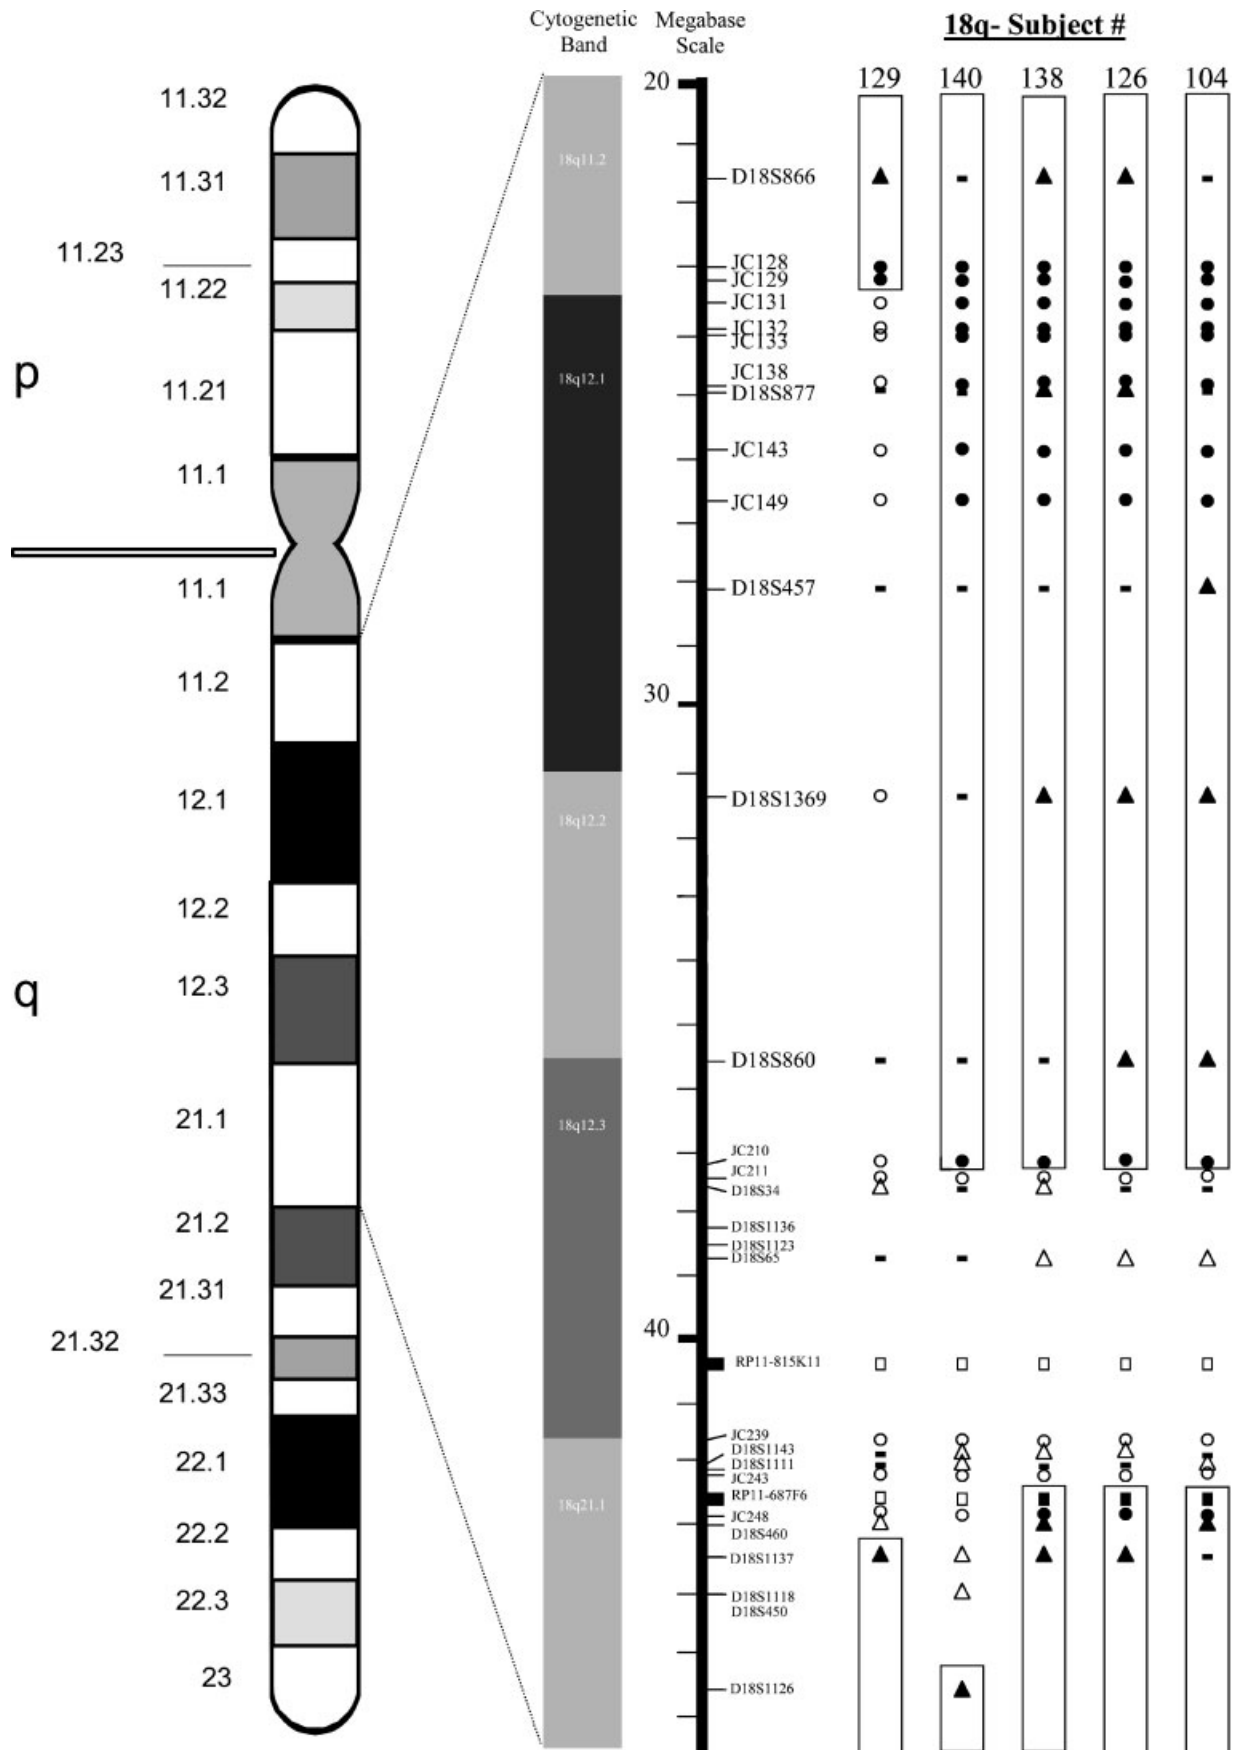 Cytogenetic Band
Megabase Scale
18q- Subject #
129 140 138 126 104
p
11.32
11.31
11.23
11.22
11.21
11.1
q
11.1
11.2
12.1
12.2
12.3
21.1
21.2
21.31
21.32
21.33
22.1
22.2
22.3
23
18q11.2
18q12.1
18q12.2
18q12.3
18q21.1
20
30
40
D18S866
JC128
JC129
JC131
JC132
JC133
JC138
D18S877
JC143
JC149
D18S457
D18S1369
D18S860
JC210
JC211
D18S34
D18S1136
D18S1123
D18S65
RP11-815K11
JC239
D18S1143
D18S1111
JC243
RP11-687F6
JC248
D18S460
D18S1137
D18S1118
D18S450
D18S1126